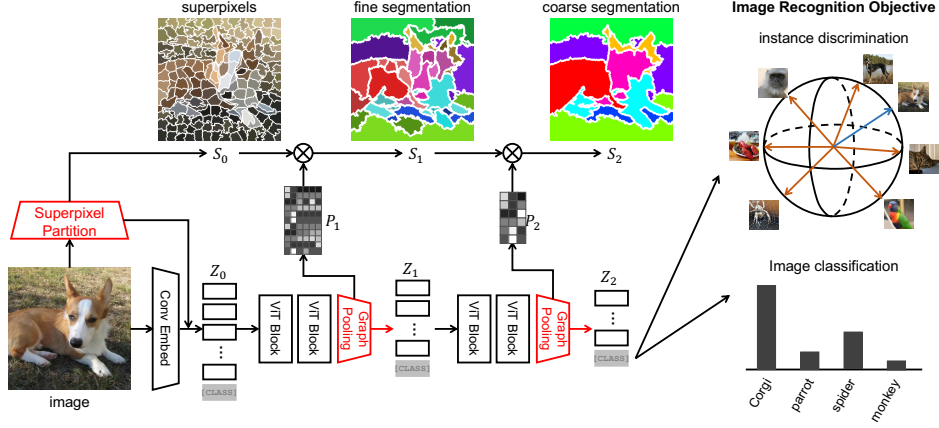 superpixels
fine segmentation
coarse segmentation
Image Recognition Objective
instance discrimination
S₀
S₁
S₂
Superpixel
Partition
P₁
P₂
Z₀
Z₁
Z₂
Conv Embed
ViT Block
ViT Block
Graph
Pooling
ViT Block
ViT Block
Graph
Pooling
[CLASS]
[CLASS]
[CLASS]
image
Image classification
Corgi
parrot
spider
monkey